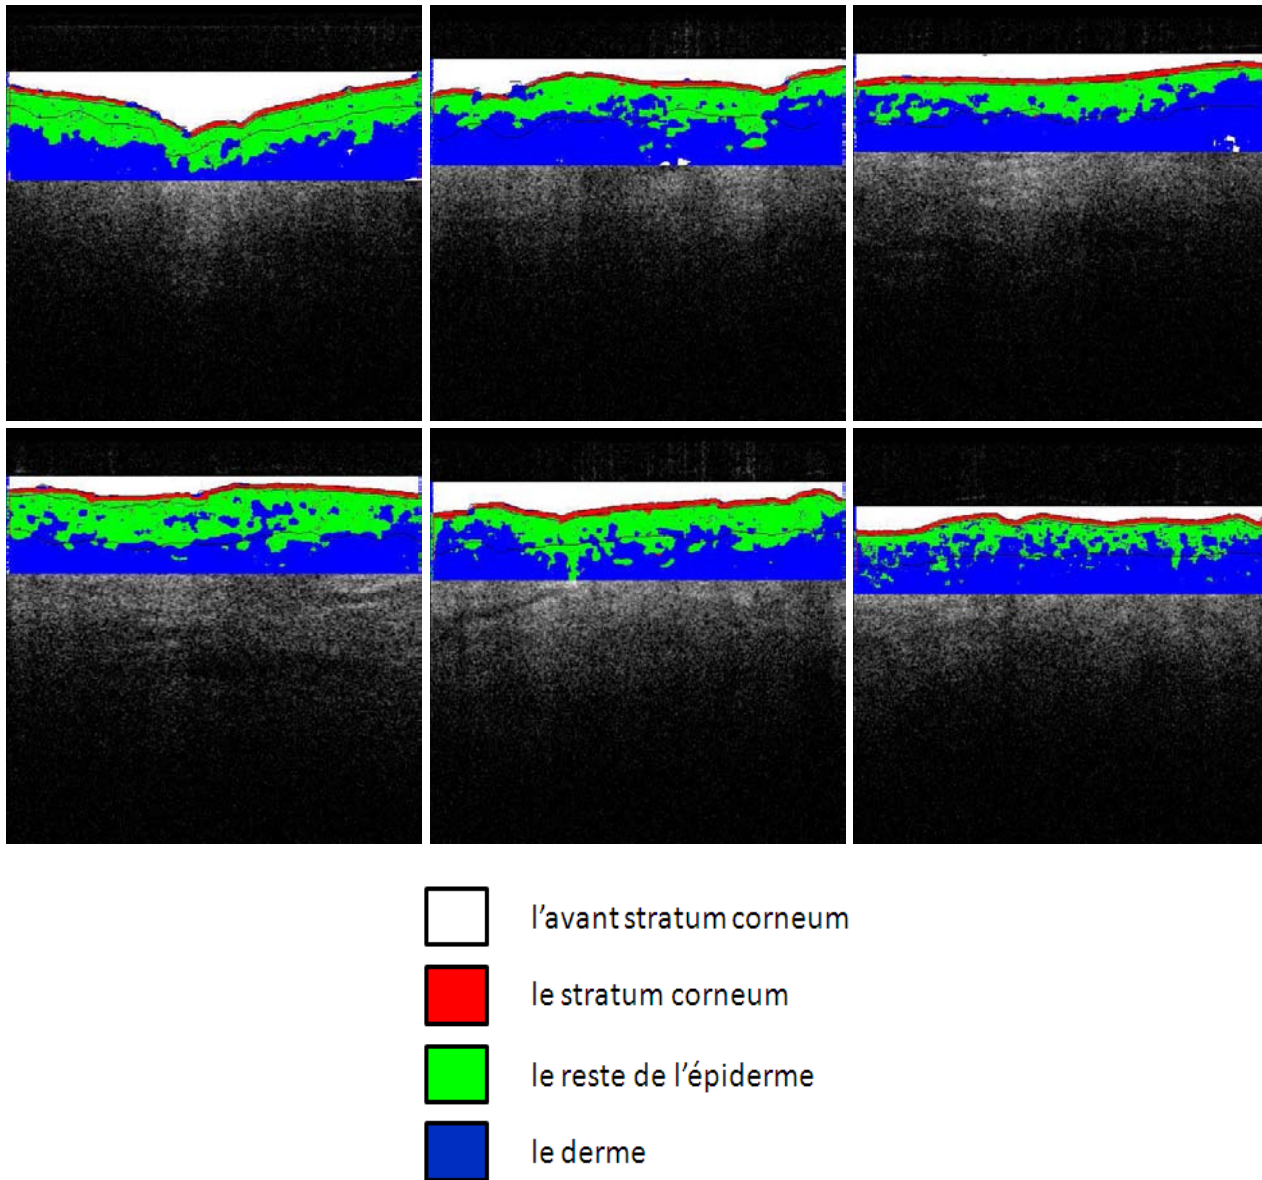 l'avant stratum corneum
le stratum corneum
le reste de l'épiderme
le derme